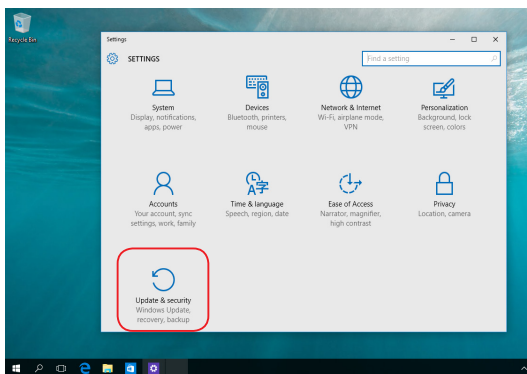 Recycle Bin
Settings
SETTINGS
Find a setting
System
Display, notifications,
apps, power
Devices
Bluetooth, printers,
mouse
Network & Internet
Wi-Fi, airplane mode,
VPN
Personalization
Background, lock
screen, colors
Accounts
Your account, sync
settings, work, family
A字
Time & language
Speech, region, date
Ease of Access
Narrator, magnifier,
high contrast
Privacy
Location, camera
Update & security
Windows Update,
recovery, backup